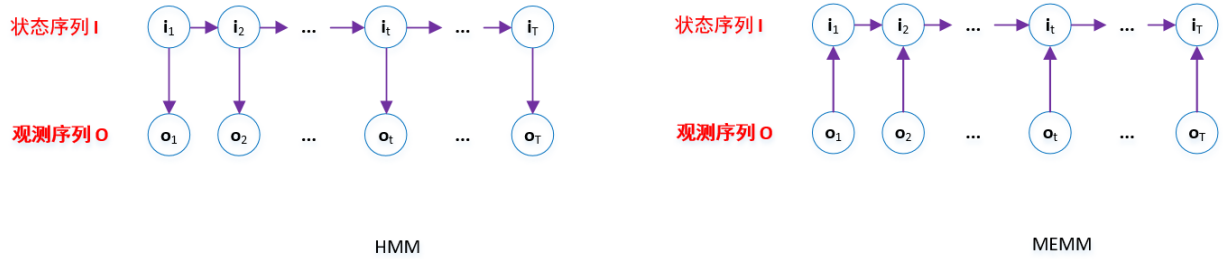 状态序列 I i1 i2 ... it ... iT
观测序列 O o1 o2 ... ot ... oT
HMM
状态序列 I i1 i2 ... it ... iT
观测序列 O o1 o2 ... ot ... oT
MEMM